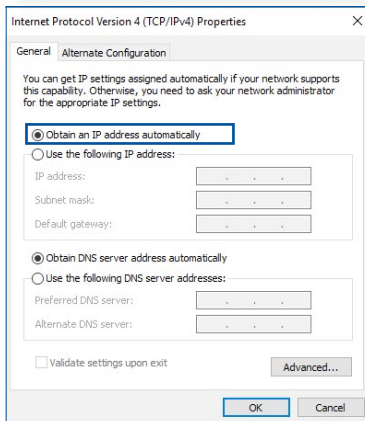 Internet Protocol Version 4 (TCP/IPv4) Properties
General
Alternate Configuration
You can get IP settings assigned automatically if your network supports
this capability. Otherwise, you need to ask your network administrator
for the appropriate IP settings.
Obtain an IP address automatically
Use the following IP address:
IP address:
Subnet mask:
Default gateway:
Obtain DNS server address automatically
Use the following DNS server addresses:
Preferred DNS server:
Alternate DNS server:
Validate settings upon exit
Advanced...
OK
Cancel